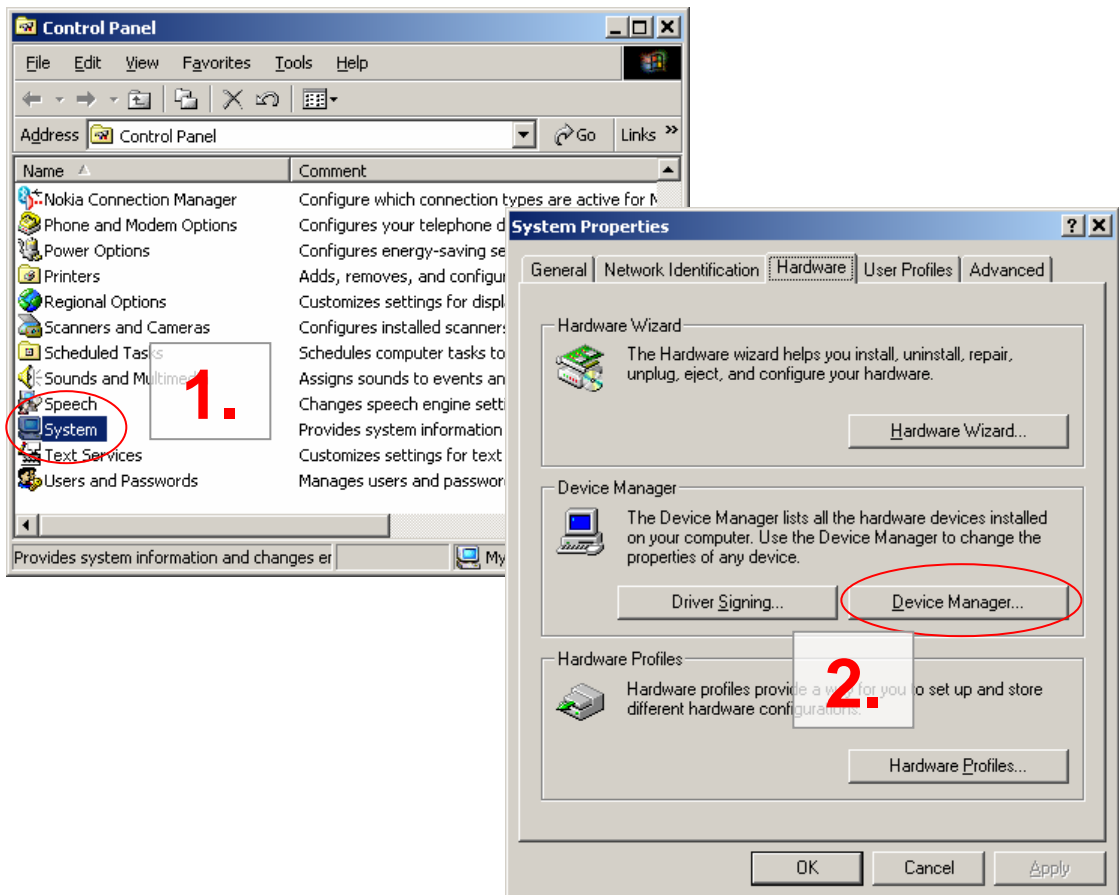 Control Panel
File Edit View Favorites Tools Help
Address Control Panel Go Links »
Name Comment
Nokia Connection Manager Configure which connection types are active for N
Phone and Modem Options Configures your telephone d
Power Options Configures energy-saving se
Printers Adds, removes, and configur
Regional Options Customizes settings for displ
Scanners and Cameras Configures installed scanners
Scheduled Tasks Schedules computer tasks to
Sounds and Multimed Assigns sounds to events an
Speech Changes speech engine setti
System Provides system information
Text Services Customizes settings for text
Users and Passwords Manages users and passwor
1.
Provides system information and changes er My
System Properties
General Network Identification Hardware User Profiles Advanced
Hardware Wizard
The Hardware wizard helps you install, uninstall, repair,
unplug, eject, and configure your hardware.
Hardware Wizard...
Device Manager
The Device Manager lists all the hardware devices installed
on your computer. Use the Device Manager to change the
properties of any device.
Driver Signing... Device Manager...
2.
Hardware Profiles
Hardware profiles provide a way for you to set up and store
different hardware configurations.
Hardware Profiles...
OK Cancel Apply